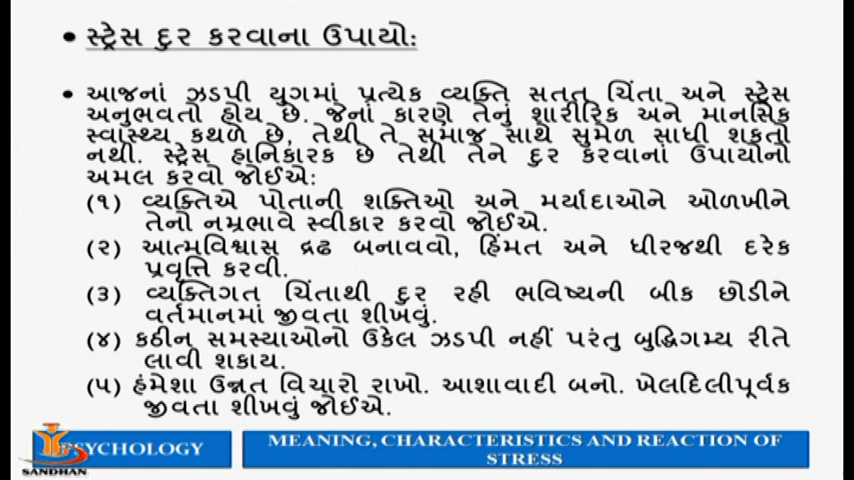 • સ્ટ્રેસ દુર કરવાના ઉપાયો:
• આજનાં ઝડપી યુગમાં પ્રત્યેક વ્યક્તિ સતત ચિંતા અને સ્ટ્રેસ
અનુભવતો હોય છે. જેનાં કારણે તેનું શારીરિક અને માનસિક
સ્વાસ્થ્ય કથળે છે, તેથી તે સમાજ સાથે સુમેળ સાધી શકતો
નથી. સ્ટ્રેસ હાનિકારક છે તેથી તેને દુર કરવાનાં ઉપાયોનો
અમલ કરવો જોઈએ:
(૧) વ્યક્તિએ પોતાની શક્તિઓ અને મર્યાદાઓને ઓળખીને
તેનો નમ્રભાવે સ્વીકાર કરવો જોઈએ.
(૨) આત્મવિશ્વાસ દ્રઢ બનાવવો, હિંમત અને ધીરજથી દરેક
પ્રવૃત્તિ કરવી.
(૩) વ્યક્તિગત ચિંતાથી દુર રહી ભવિષ્યની બીક છોડીને
વર્તમાનમાં જીવતા શીખવું.
(૪) કઠીન સમસ્યાઓનો ઉકેલ ઝડપી નહીં પરંતુ બુદ્ધિગમ્ય રીતે
લાવી શકાય.
(૫) હંમેશા ઉન્નત વિચારો રાખો. આશાવાદી બનો. ખેલદિલીપૂર્વક
જીવતા શીખવું જોઈએ.
PSYCHOLOGY
MEANING, CHARACTERISTICS AND REACTION OF
STRESS
SANDHAN